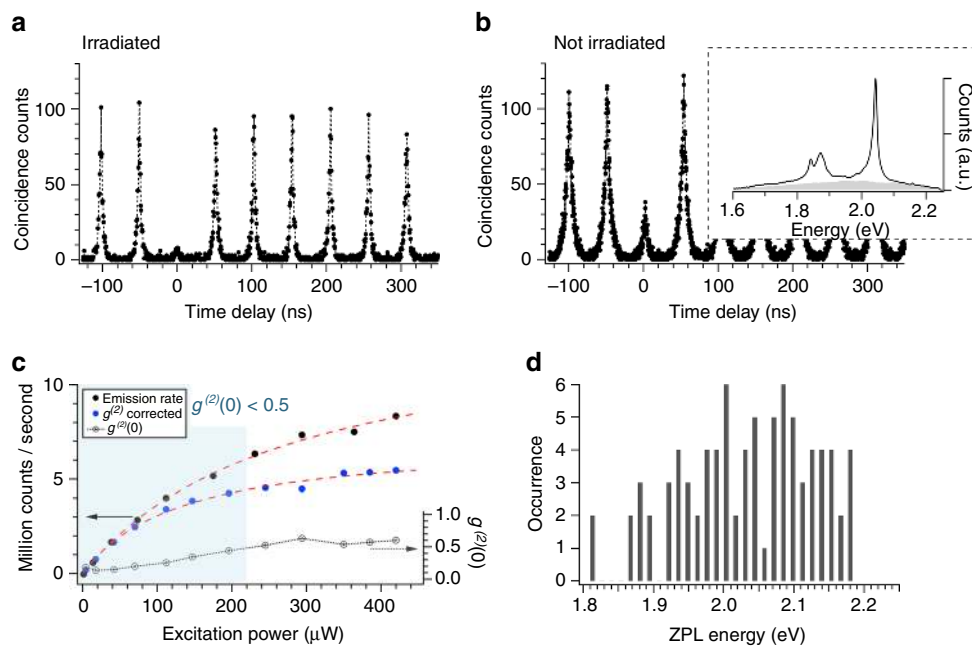 a
Irradiated
Coincidence counts
100
50
0
−100
0
100
200
300
Time delay (ns)
b
Not irradiated
Coincidence counts
100
50
0
−100
0
100
200
300
Time delay (ns)
Counts (a.u.)
1.6
1.8
2.0
2.2
Energy (eV)
c
Million counts / second
10
5
0
Emission rate
g(2) corrected
g(2)(0)
g(2)(0) < 0.5
1.0
0.5
0.0
g(2)(0)
0
100
200
300
400
Excitation power (μW)
d
Occurrence
6
5
4
3
2
1
0
1.8
1.9
2.0
2.1
2.2
ZPL energy (eV)